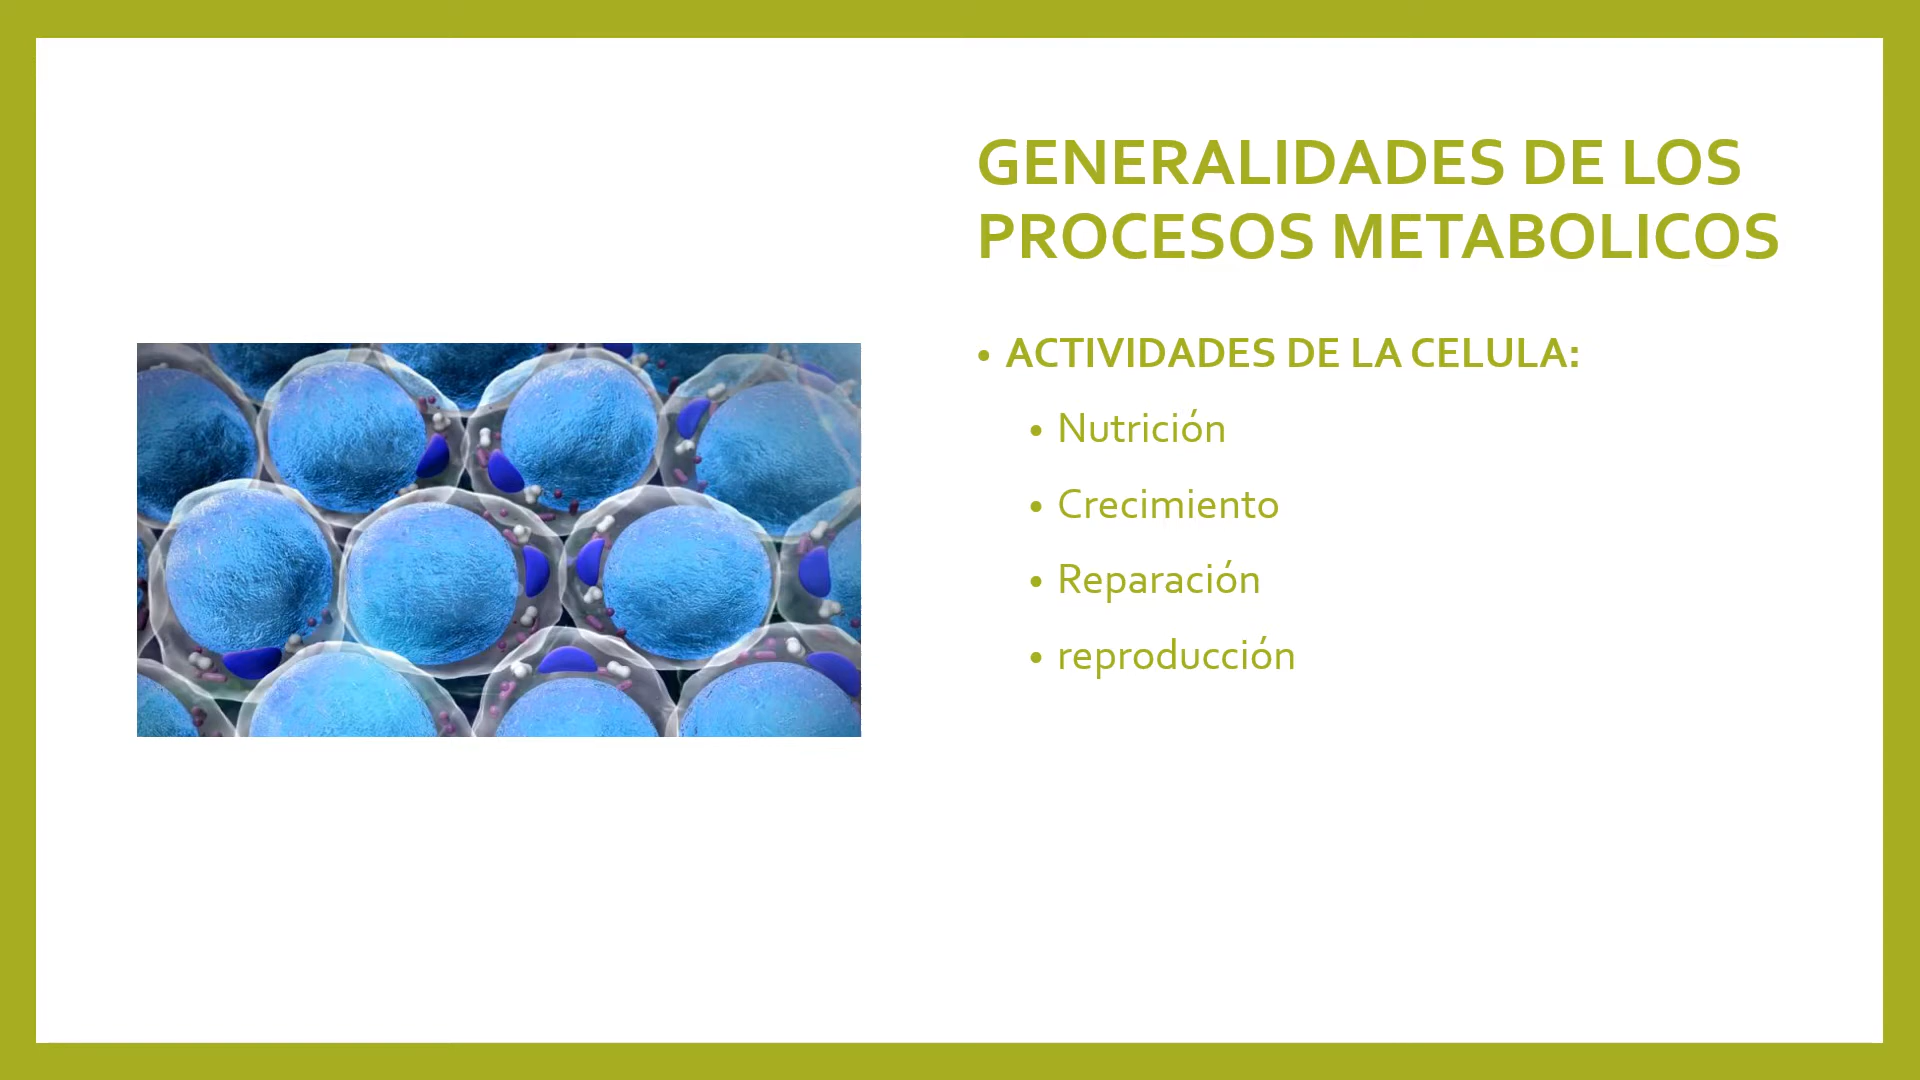 GENERALIDADES DE LOS
PROCESOS METABOLICOS
• ACTIVIDADES DE LA CELULA:
• Nutrición
• Crecimiento
• Reparación
• reproducción